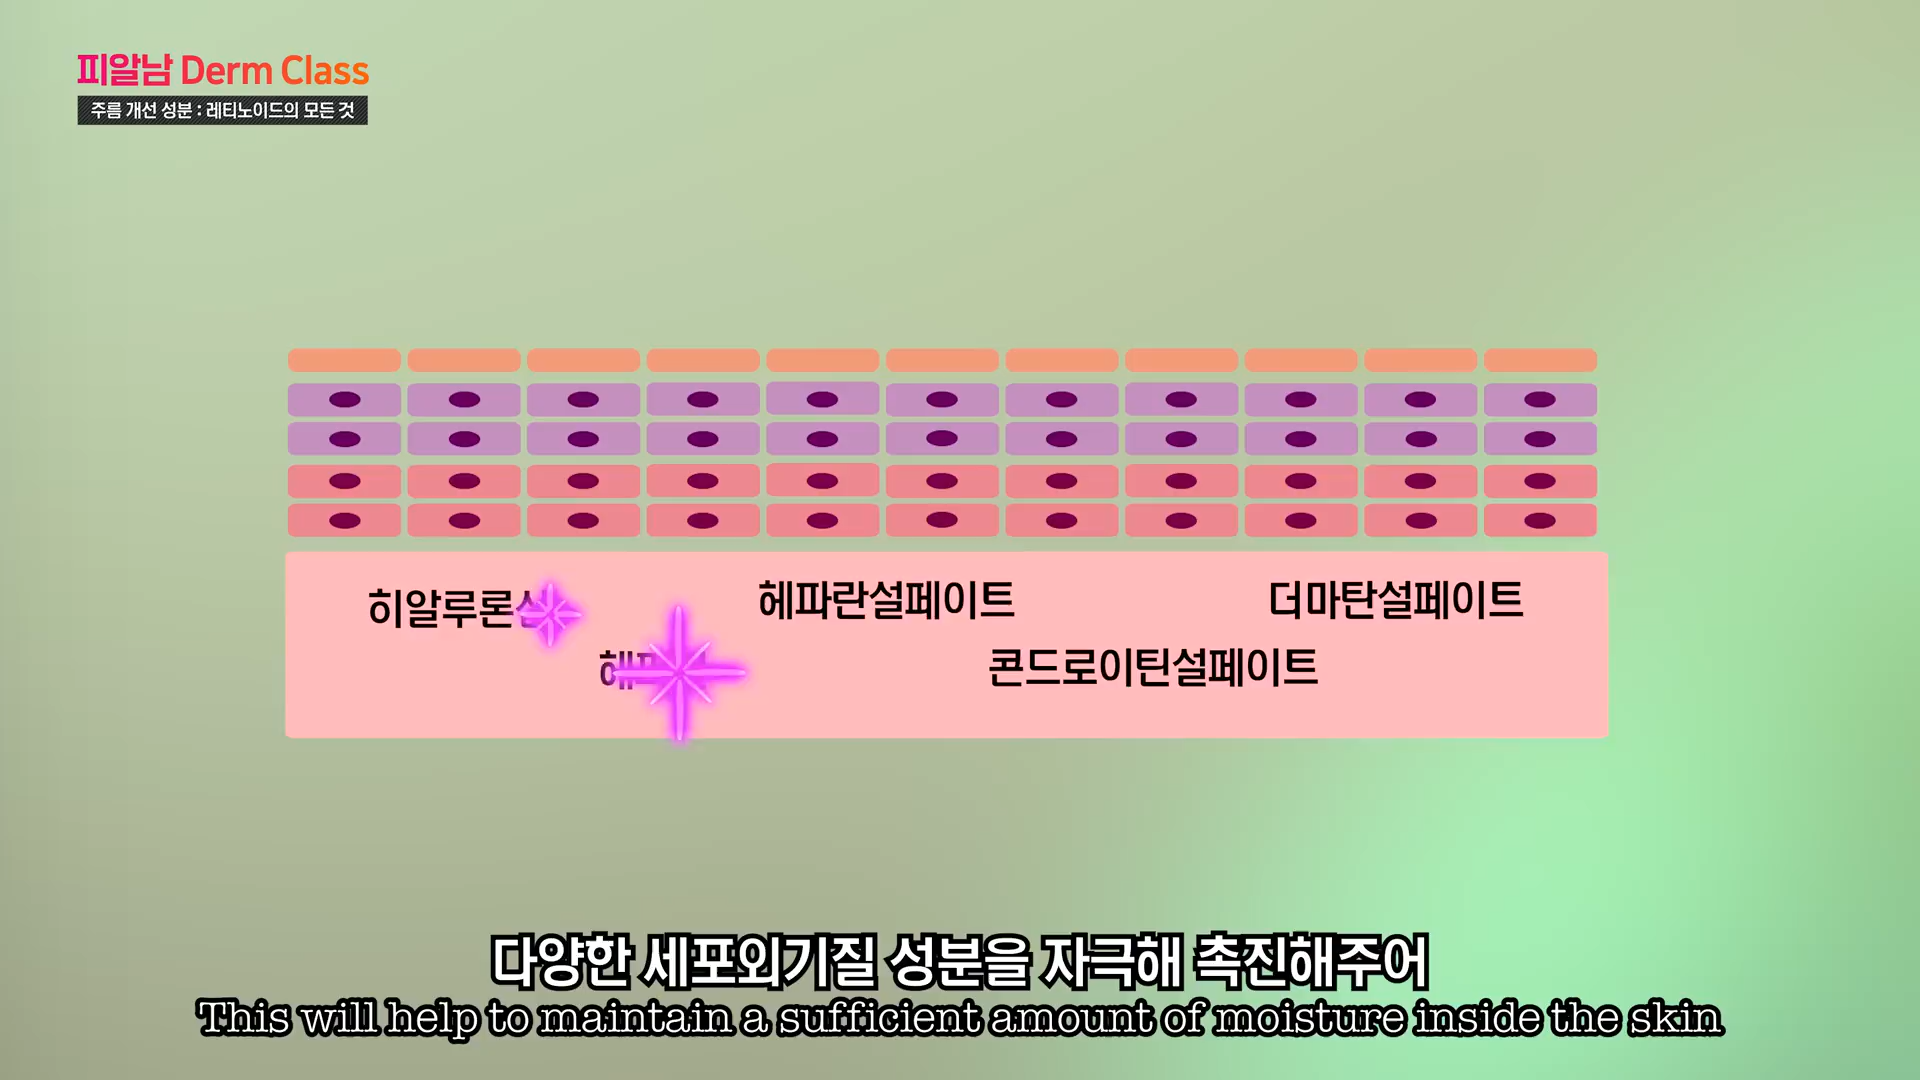 피알남 Derm Class
주름 개선 성분 : 레티노이드의 모든 것
히알루론산
헤파란설페이트
더마탄설페이트
콘드로이틴설페이트
다양한 세포외기질 성분을 자극해 촉진해주어
This will help to maintain a sufficient amount of moisture inside the skin